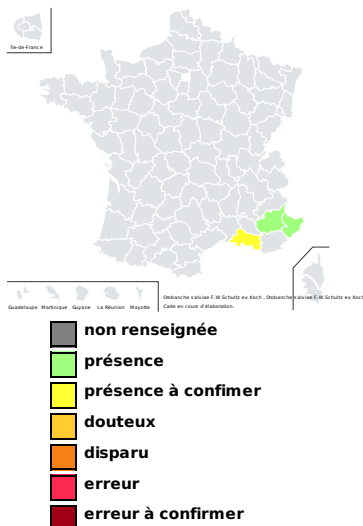 Île-de-France
Guadeloupe Martinique Guyane La Réunion Mayotte
Orobanche salviae F.W.Schultz ex Koch , Orobanche salviae F.W.Schultz ex Koch
Carte en cours d'élaboration.
non renseignée
présence
présence à confimer
douteux
disparu
erreur
erreur à confirmer